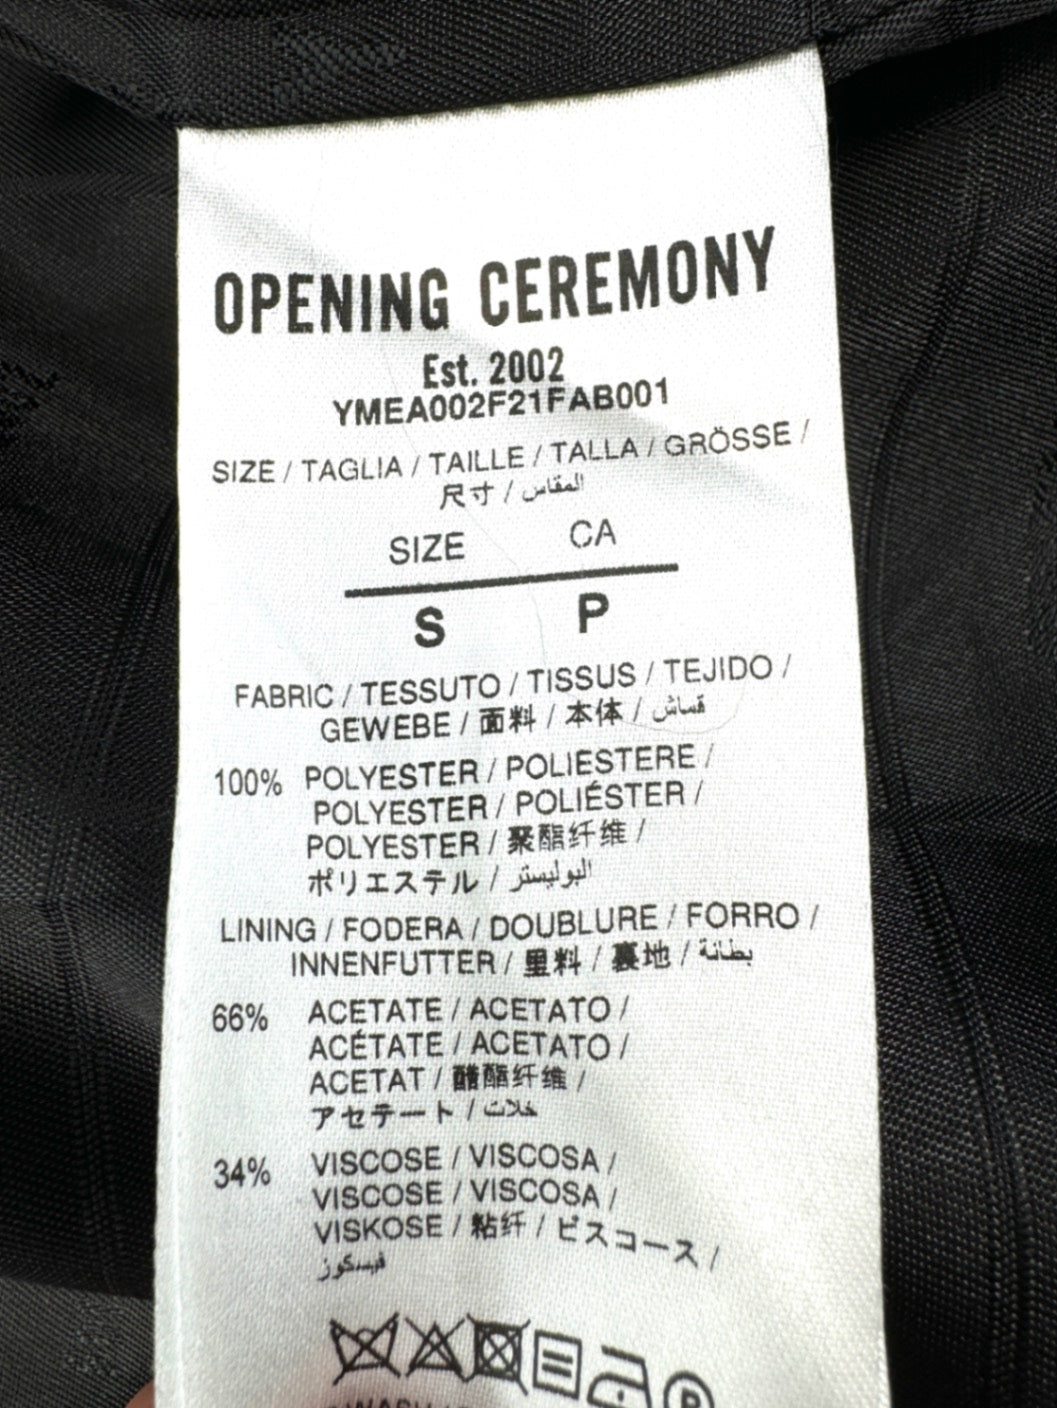 OPENING CEREMONY
Est. 2002
YMEA002F21FAB001
SIZE / TAGLIA / TAILLE / TALLA / GRÖSSE /
尺寸 / المقاس
SIZE CA
S P
FABRIC / TESSUTO / TISSUS / TEJIDO /
GEWEBE / 面料 / 本体 / قماش
100% POLYESTER / POLIESTERE /
POLYESTER / POLIÉSTER /
POLYESTER / 聚酯纤维 /
ポリエステル / البوليستر
LINING / FODERA / DOUBLURE / FORRO /
INNENFUTTER / 里料 / 裏地 / بطانة
66% ACETATE / ACETATO /
ACÉTATE / ACETATO /
ACETAT / 醋酯纤维 /
アセテート / خلات
34% VISCOSE / VISCOSA /
VISCOSE / VISCOSA /
VISKOSE / 粘纤 / ビスコース /
فيسكوز
P